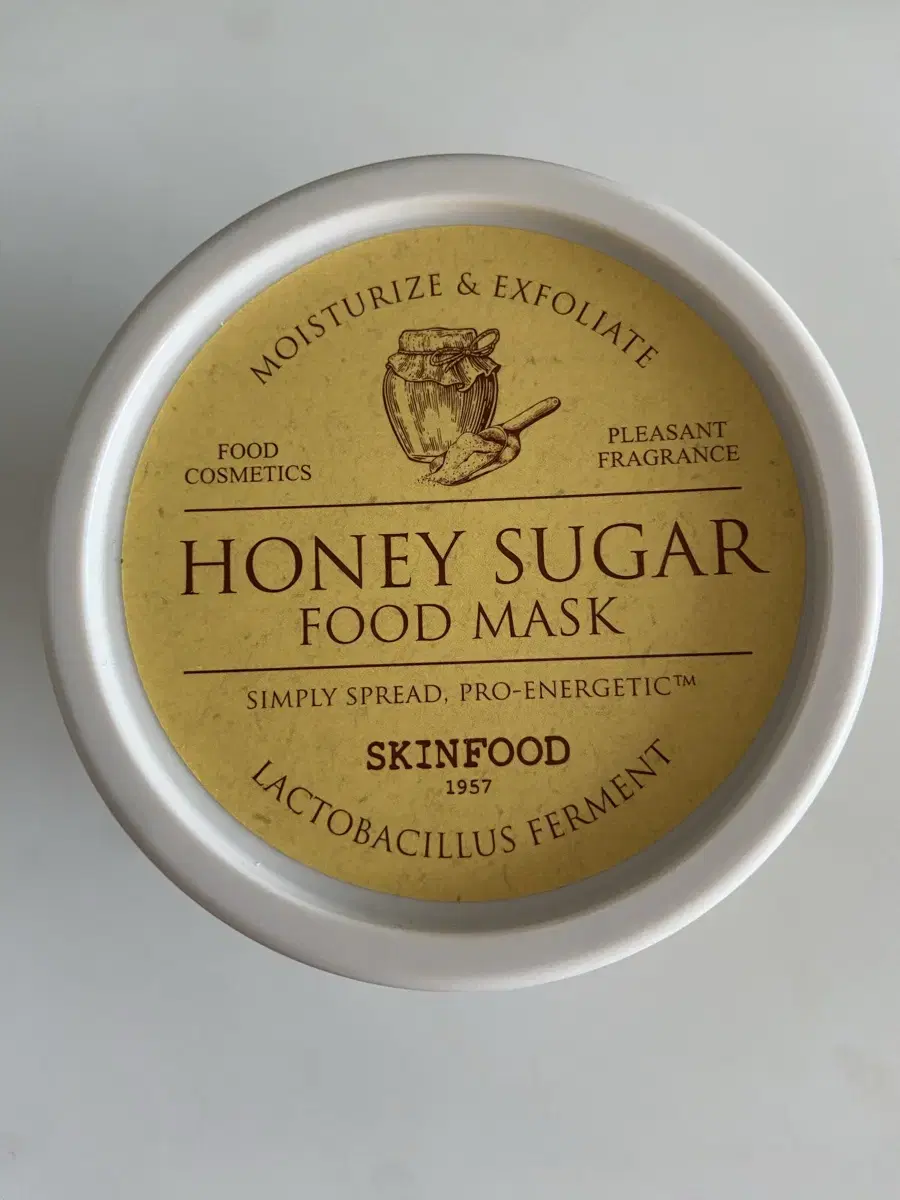 MOISTURIZE & EXFOLIATE
FOOD
COSMETICS
PLEASANT
FRAGRANCE
HONEY SUGAR
FOOD MASK
SIMPLY SPREAD, PRO-ENERGETIC™
SKINFOOD
1957
LACTOBACILLUS FERMENT